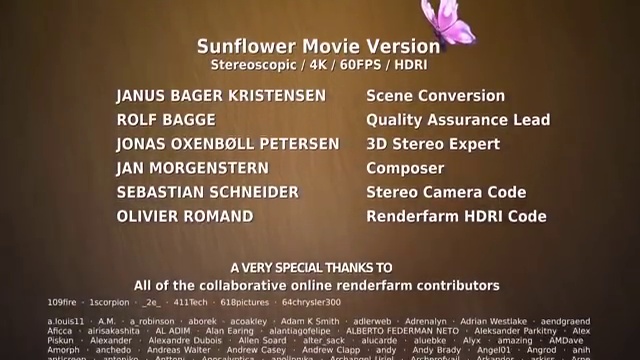 Sunflower Movie Version
Stereoscopic / 4K / 60FPS / HDRI
JANUS BAGER KRISTENSEN Scene Conversion
ROLF BAGGE Quality Assurance Lead
JONAS OXENBØLL PETERSEN 3D Stereo Expert
JAN MORGENSTERN Composer
SEBASTIAN SCHNEIDER Stereo Camera Code
OLIVIER ROMAND Renderfarm HDRI Code
A VERY SPECIAL THANKS TO
All of the collaborative online renderfarm contributors
109fire · 1scorpion · _2e_ · 411Tech · 618pictures · 64chrysler300
a.louis11 · A.M. · a_robinson · aborek · acoakley · Adam K Smith · adlerweb · Adrenalyn · Adrian Westlake · aendgraend
Aficca · airisakashita · AL ADIM · Alan Earing · alantiagofelipe · ALBERTO FEDERMAN NETO · Aleksander Parkitny · Alex
Piskun · Alexander · Alexandre Dubois · Allen Soard · alter_sack · alucarde · aluebke · Alyx · amazing · AMDave
Amorph · anchedo · Andreas Walter · Andrew Casey · Andrew Clapp · andy · Andy Brady · Angel01 · Angrod · anih